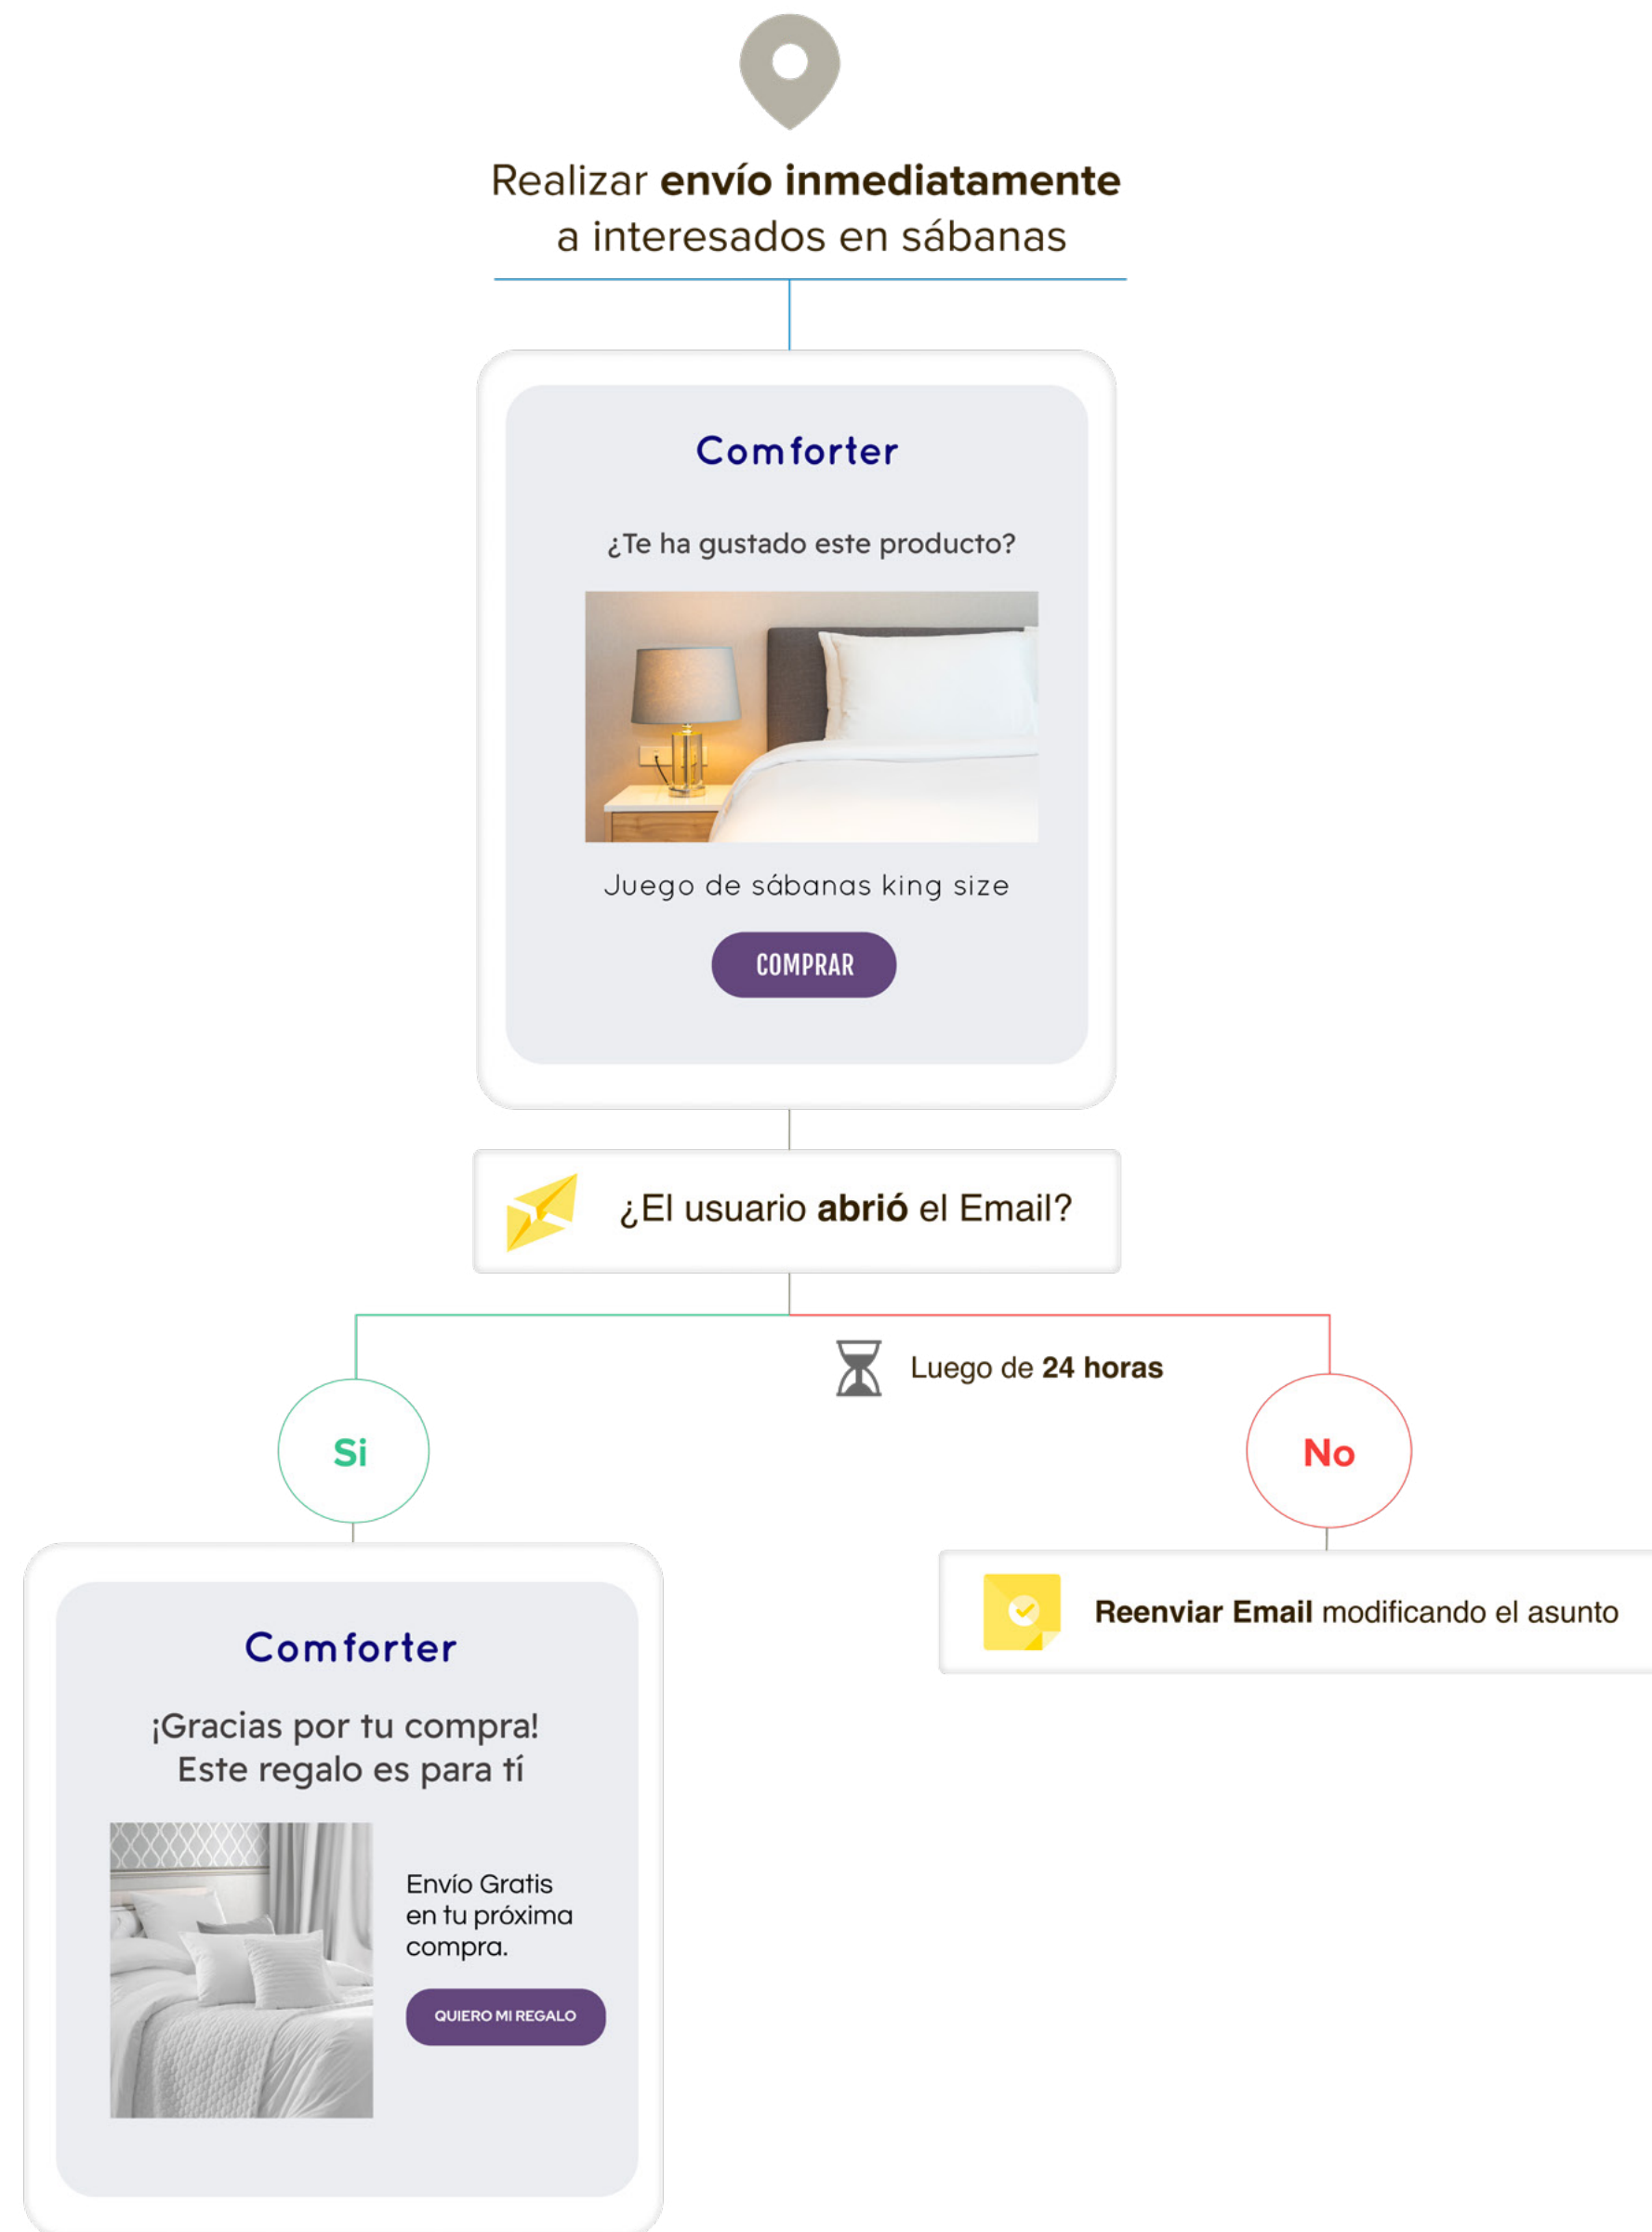 Realizar envío inmediatamente
a interesados en sábanas
Comforter
¿Te ha gustado este producto?
Juego de sábanas king size
COMPRAR
¿El usuario abrió el Email?
Luego de 24 horas
Si
No
Reenviar Email modificando el asunto
Comforter
¡Gracias por tu compra!
Este regalo es para tí
Envío Gratis
en tu próxima
compra.
QUIERO MI REGALO